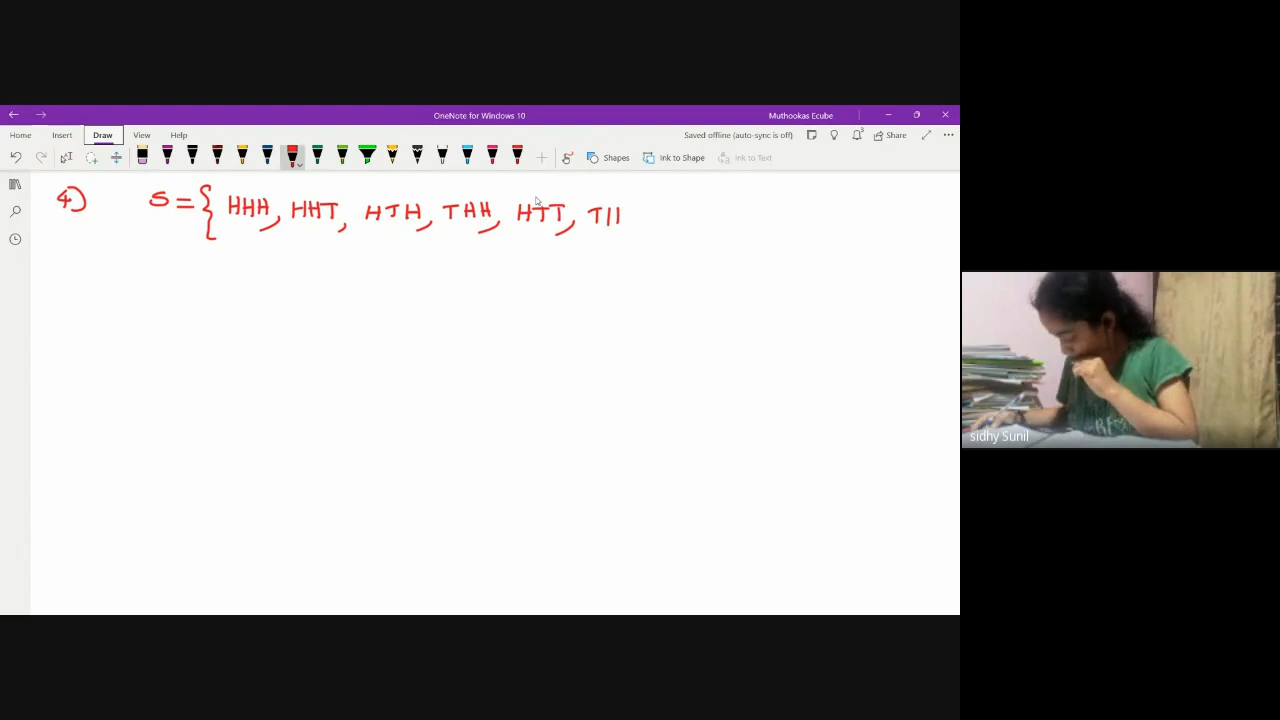 OneNote for Windows 10
Muthookas Ecube
Home Insert Draw View Help
Saved offline (auto-sync is off)
Share
Shapes
Ink to Shape
Ink to Text
4) S = { HHH, HHT, HTH, THH, HTT, T
sidhy Sunil